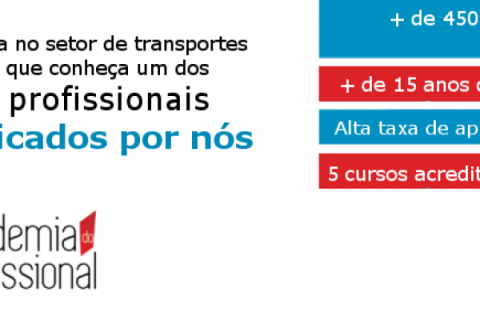 a no setor de transportes
que conheça um dos
profissionais
icados por nós
demia do
ssional
+ de 450
+ de 15 anos d
Alta taxa de ap
5 cursos acredit